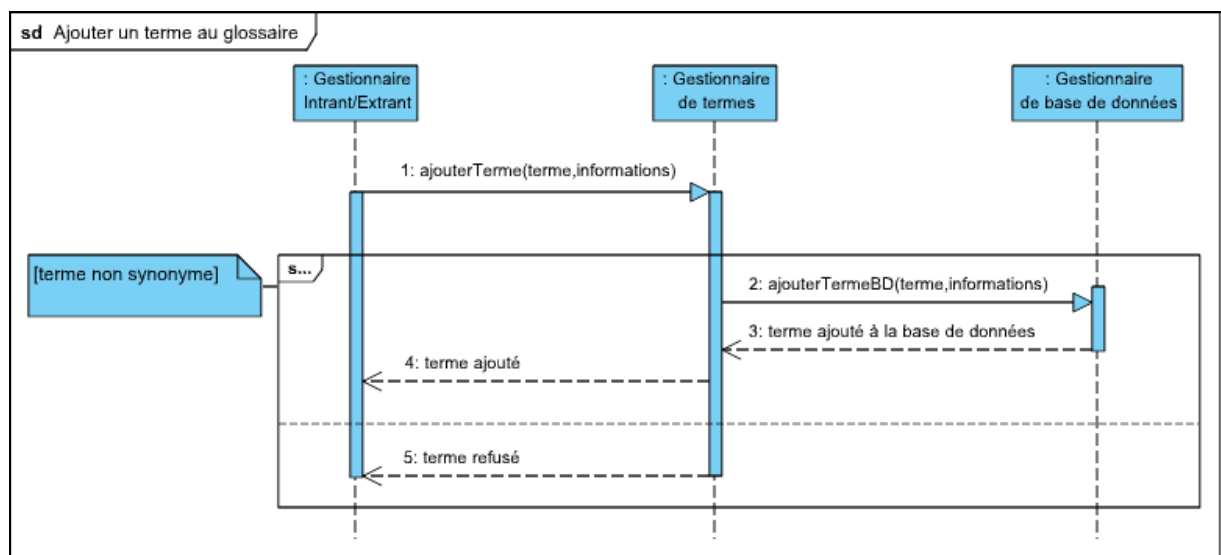 sd Ajouter un terme au glossaire
: Gestionnaire
Intrant/Extrant
: Gestionnaire
de termes
: Gestionnaire
de base de données
1: ajouterTerme(terme,informations)
[terme non synonyme]
s...
2: ajouterTermeBD(terme,informations)
3: terme ajouté à la base de données
4: terme ajouté
5: terme refusé